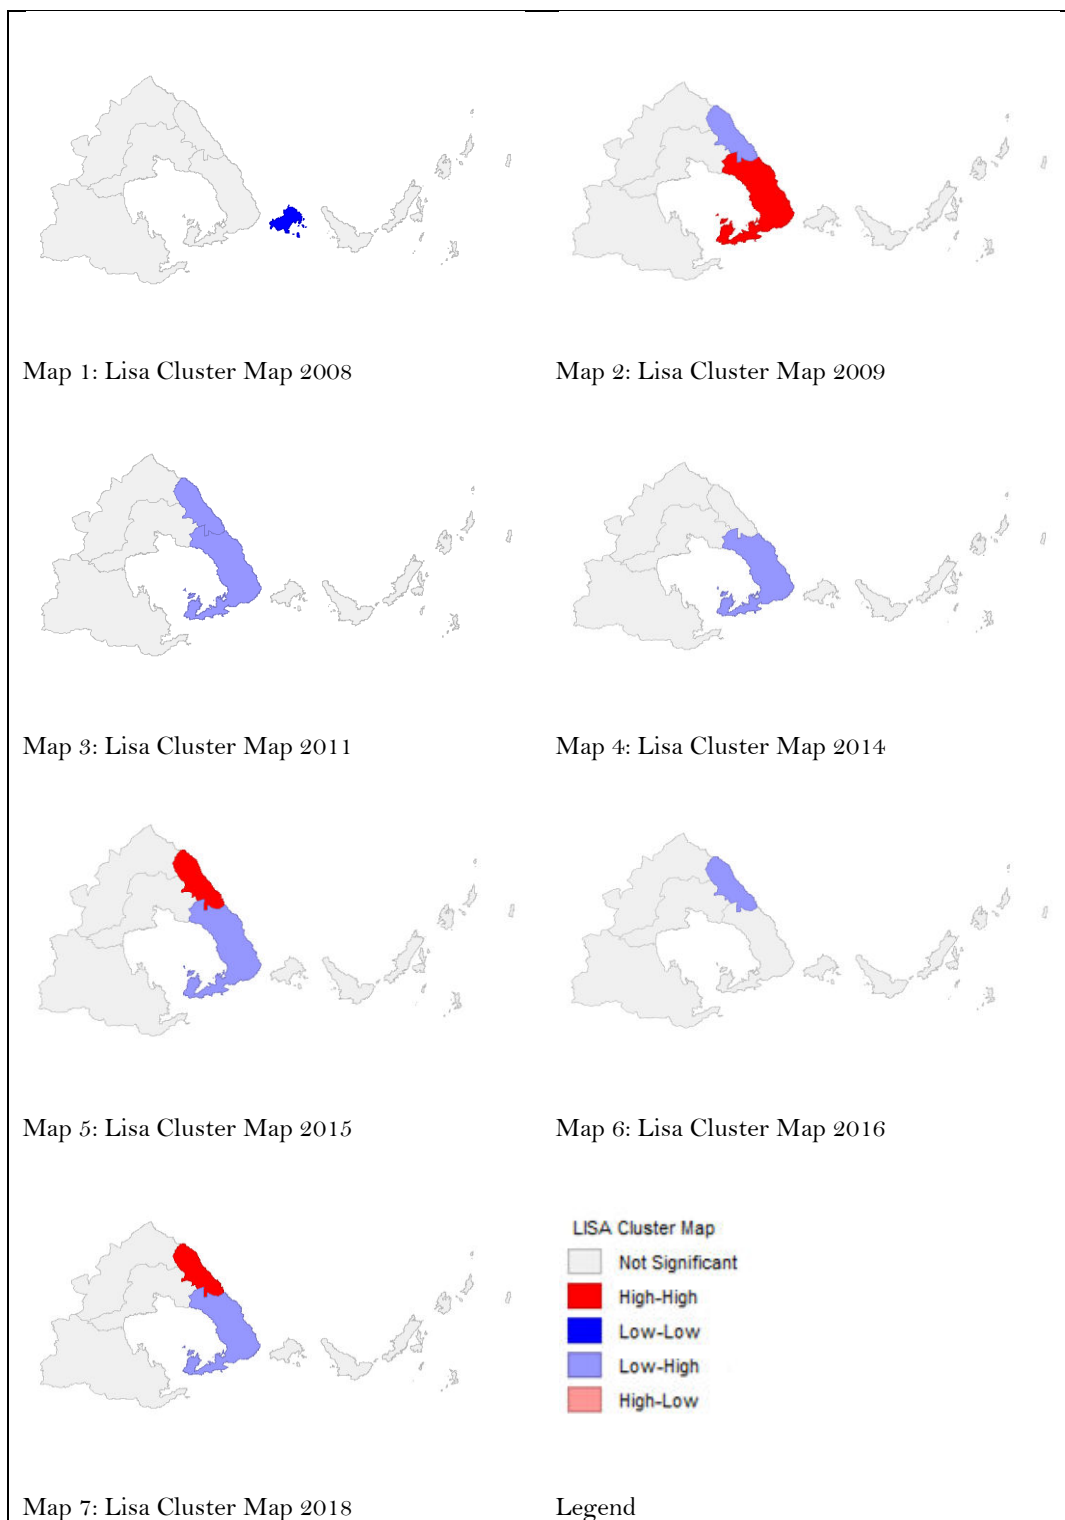 Map 1: Lisa Cluster Map 2008
Map 2: Lisa Cluster Map 2009
Map 3: Lisa Cluster Map 2011
Map 4: Lisa Cluster Map 2014
Map 5: Lisa Cluster Map 2015
Map 6: Lisa Cluster Map 2016
LISA Cluster Map
Not Significant
High-High
Low-Low
Low-High
High-Low
Map 7: Lisa Cluster Map 2018
Legend